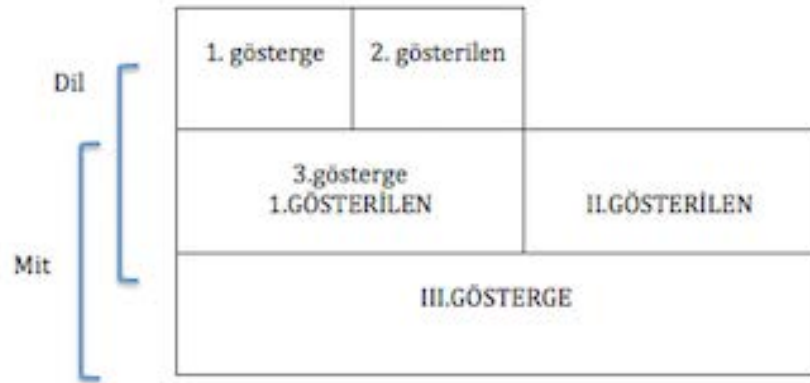 1. gösterge
2. gösterilen
Dil
3.gösterge
1.GÖSTERİLEN
II.GÖSTERİLEN
Mit
III.GÖSTERGE